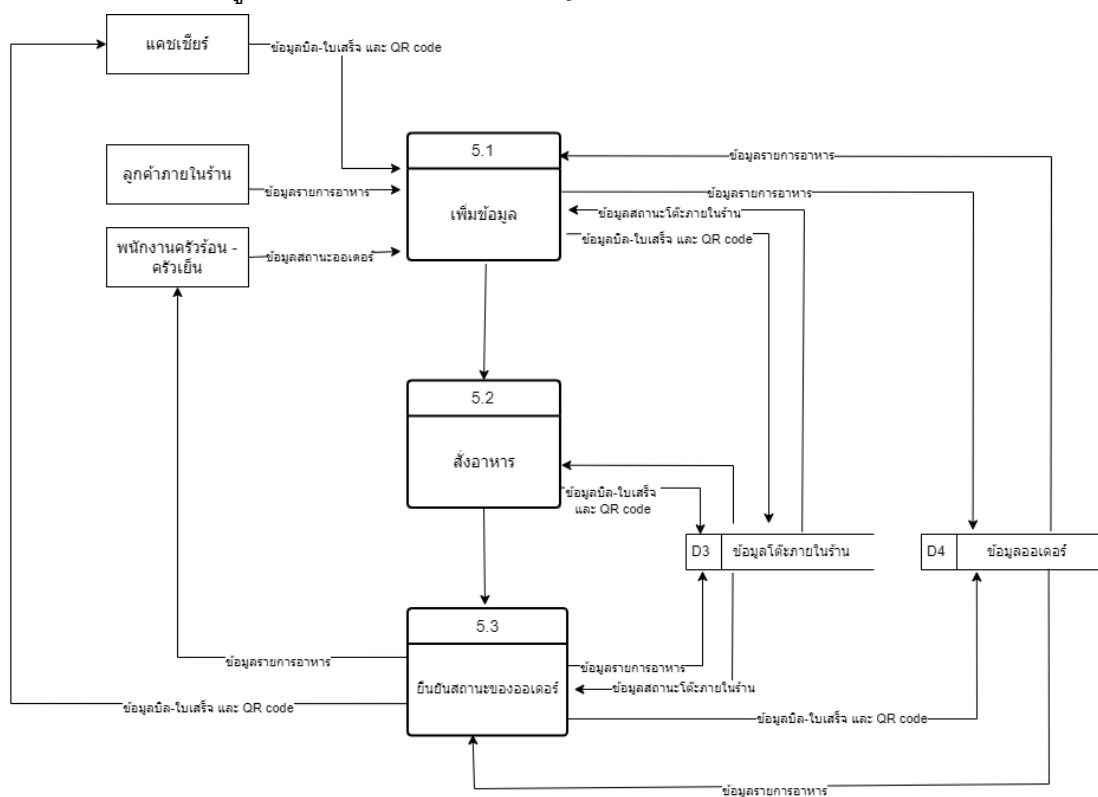 แคชเชียร์
ข้อมูลบิล-ใบเสร็จ และ QR code
5.1
ลูกค้าภายในร้าน
ข้อมูลรายการอาหาร
ข้อมูลรายการอาหาร
ข้อมูลรายการอาหาร
เพิ่มข้อมูล
ข้อมูลสถานะโต๊ะภายในร้าน
ข้อมูลบิล-ใบเสร็จ และ QR code
พนักงานครัวร้อน -
ครัวเย็น
ข้อมูลสถานะออเดอร์
5.2
สั่งอาหาร
ข้อมูลบิล-ใบเสร็จ
และ QR code
D3
ข้อมูลโต๊ะภายในร้าน
D4
ข้อมูลออเดอร์
5.3
ข้อมูลรายการอาหาร
ข้อมูลรายการอาหาร
ยืนยันสถานะของออเดอร์
ข้อมูลสถานะโต๊ะภายในร้าน
ข้อมูลบิล-ใบเสร็จ และ QR code
ข้อมูลบิล-ใบเสร็จ และ QR code
ข้อมูลรายการอาหาร